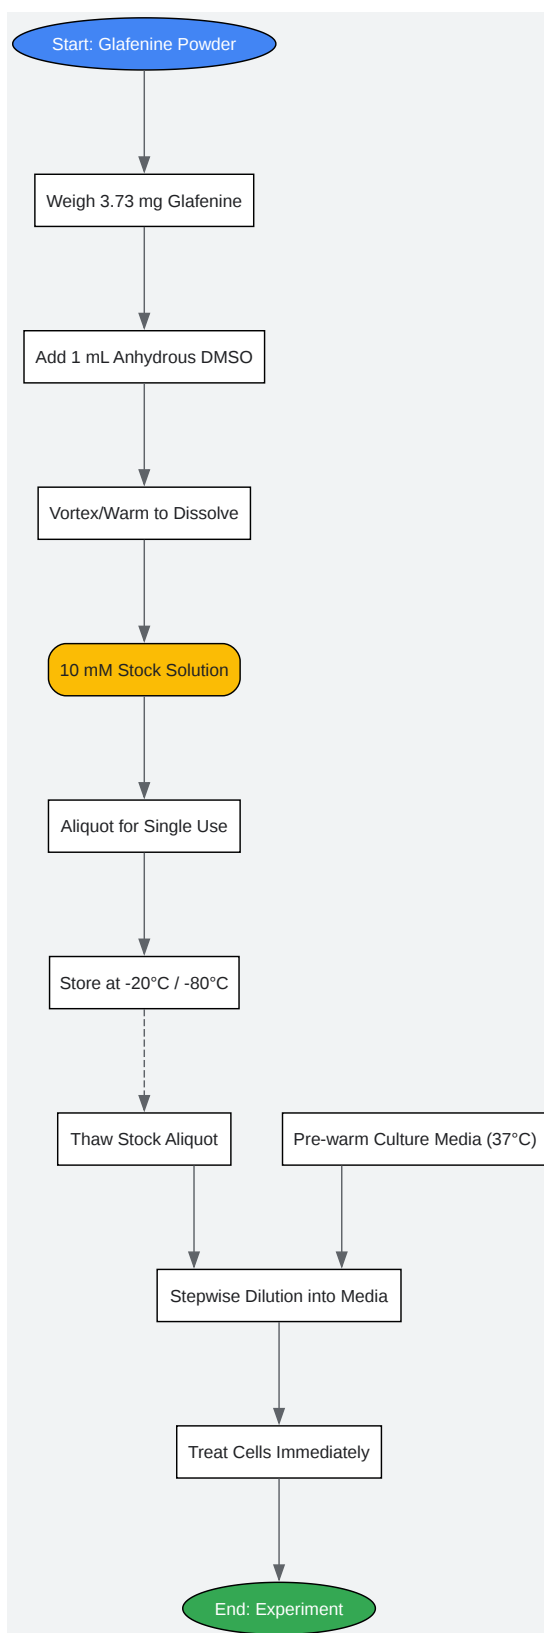 Start: Glafenine Powder
Weigh 3.73 mg Glafenine
Add 1 mL Anhydrous DMSO
Vortex/Warm to Dissolve
10 mM Stock Solution
Aliquot for Single Use
Store at -20°C / -80°C
Thaw Stock Aliquot
Pre-warm Culture Media (37°C)
Stepwise Dilution into Media
Treat Cells Immediately
End: Experiment